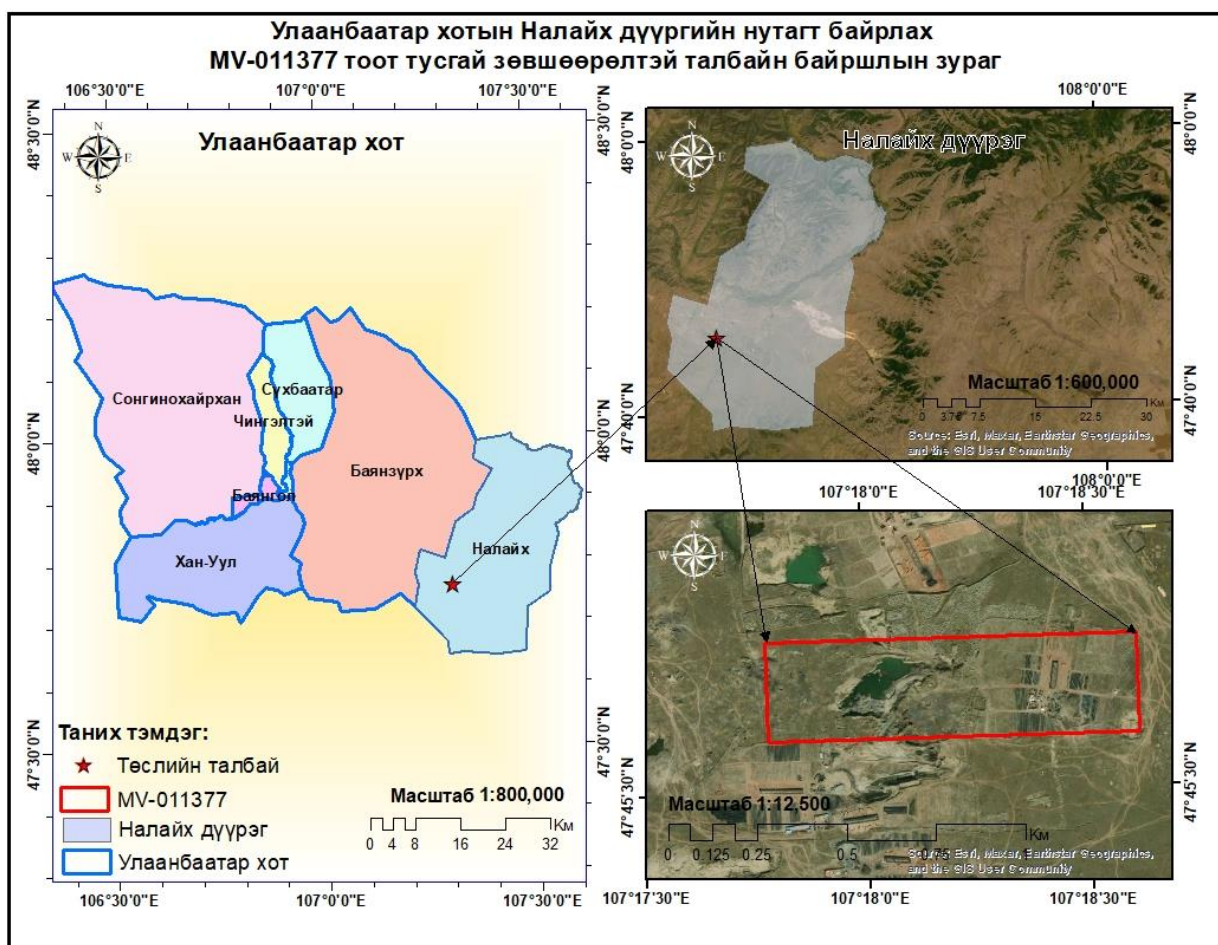 Улаанбаатар хотын Налайх дүүргийн нутагт байрлах
MV-011377 тоот тусгай зөвшөөрөлтэй талбайн байршлын зураг
106°30'0"E 107°0'0"E 107°30'0"E
48°30'0"N
48°0'0"N
47°30'0"N
48°30'0"N
48°0'0"N
47°30'0"N
N
W E
S
Улаанбаатар хот
Сонгинохайрхан
Сүхбаатар
Чингэлтэй
Баянзүрх
Баянгол
Хан-Уул
Налайх
Таних тэмдэг:
Төслийн талбай
MV-011377
Налайх дүүрэг
Улаанбаатар хот
Масштаб 1:800,000
Км
0 4 8 16 24 32
106°30'0"E 107°0'0"E 107°30'0"E
108°0'0"E
48°0'0"N
47°40'0"N
48°0'0"N
47°40'0"N
N
W E
S
Налайх дүүрэг
Масштаб 1:600,000
Км
0 3.75 7.5 15 22.5 30
Source: Esri, Maxar, Earthstar Geographics,
and the GIS User Community
108°0'0"E
107°18'0"E 107°18'30"E
N
W E
S
47°45'30"N
47°45'30"N
Масштаб 1:12,500
Км
0 0.125 0.25 0.5 0.75 1
Source: Esri, Maxar, Earthstar Geographics,
and the GIS User Community
107°17'30"E 107°18'0"E 107°18'30"E